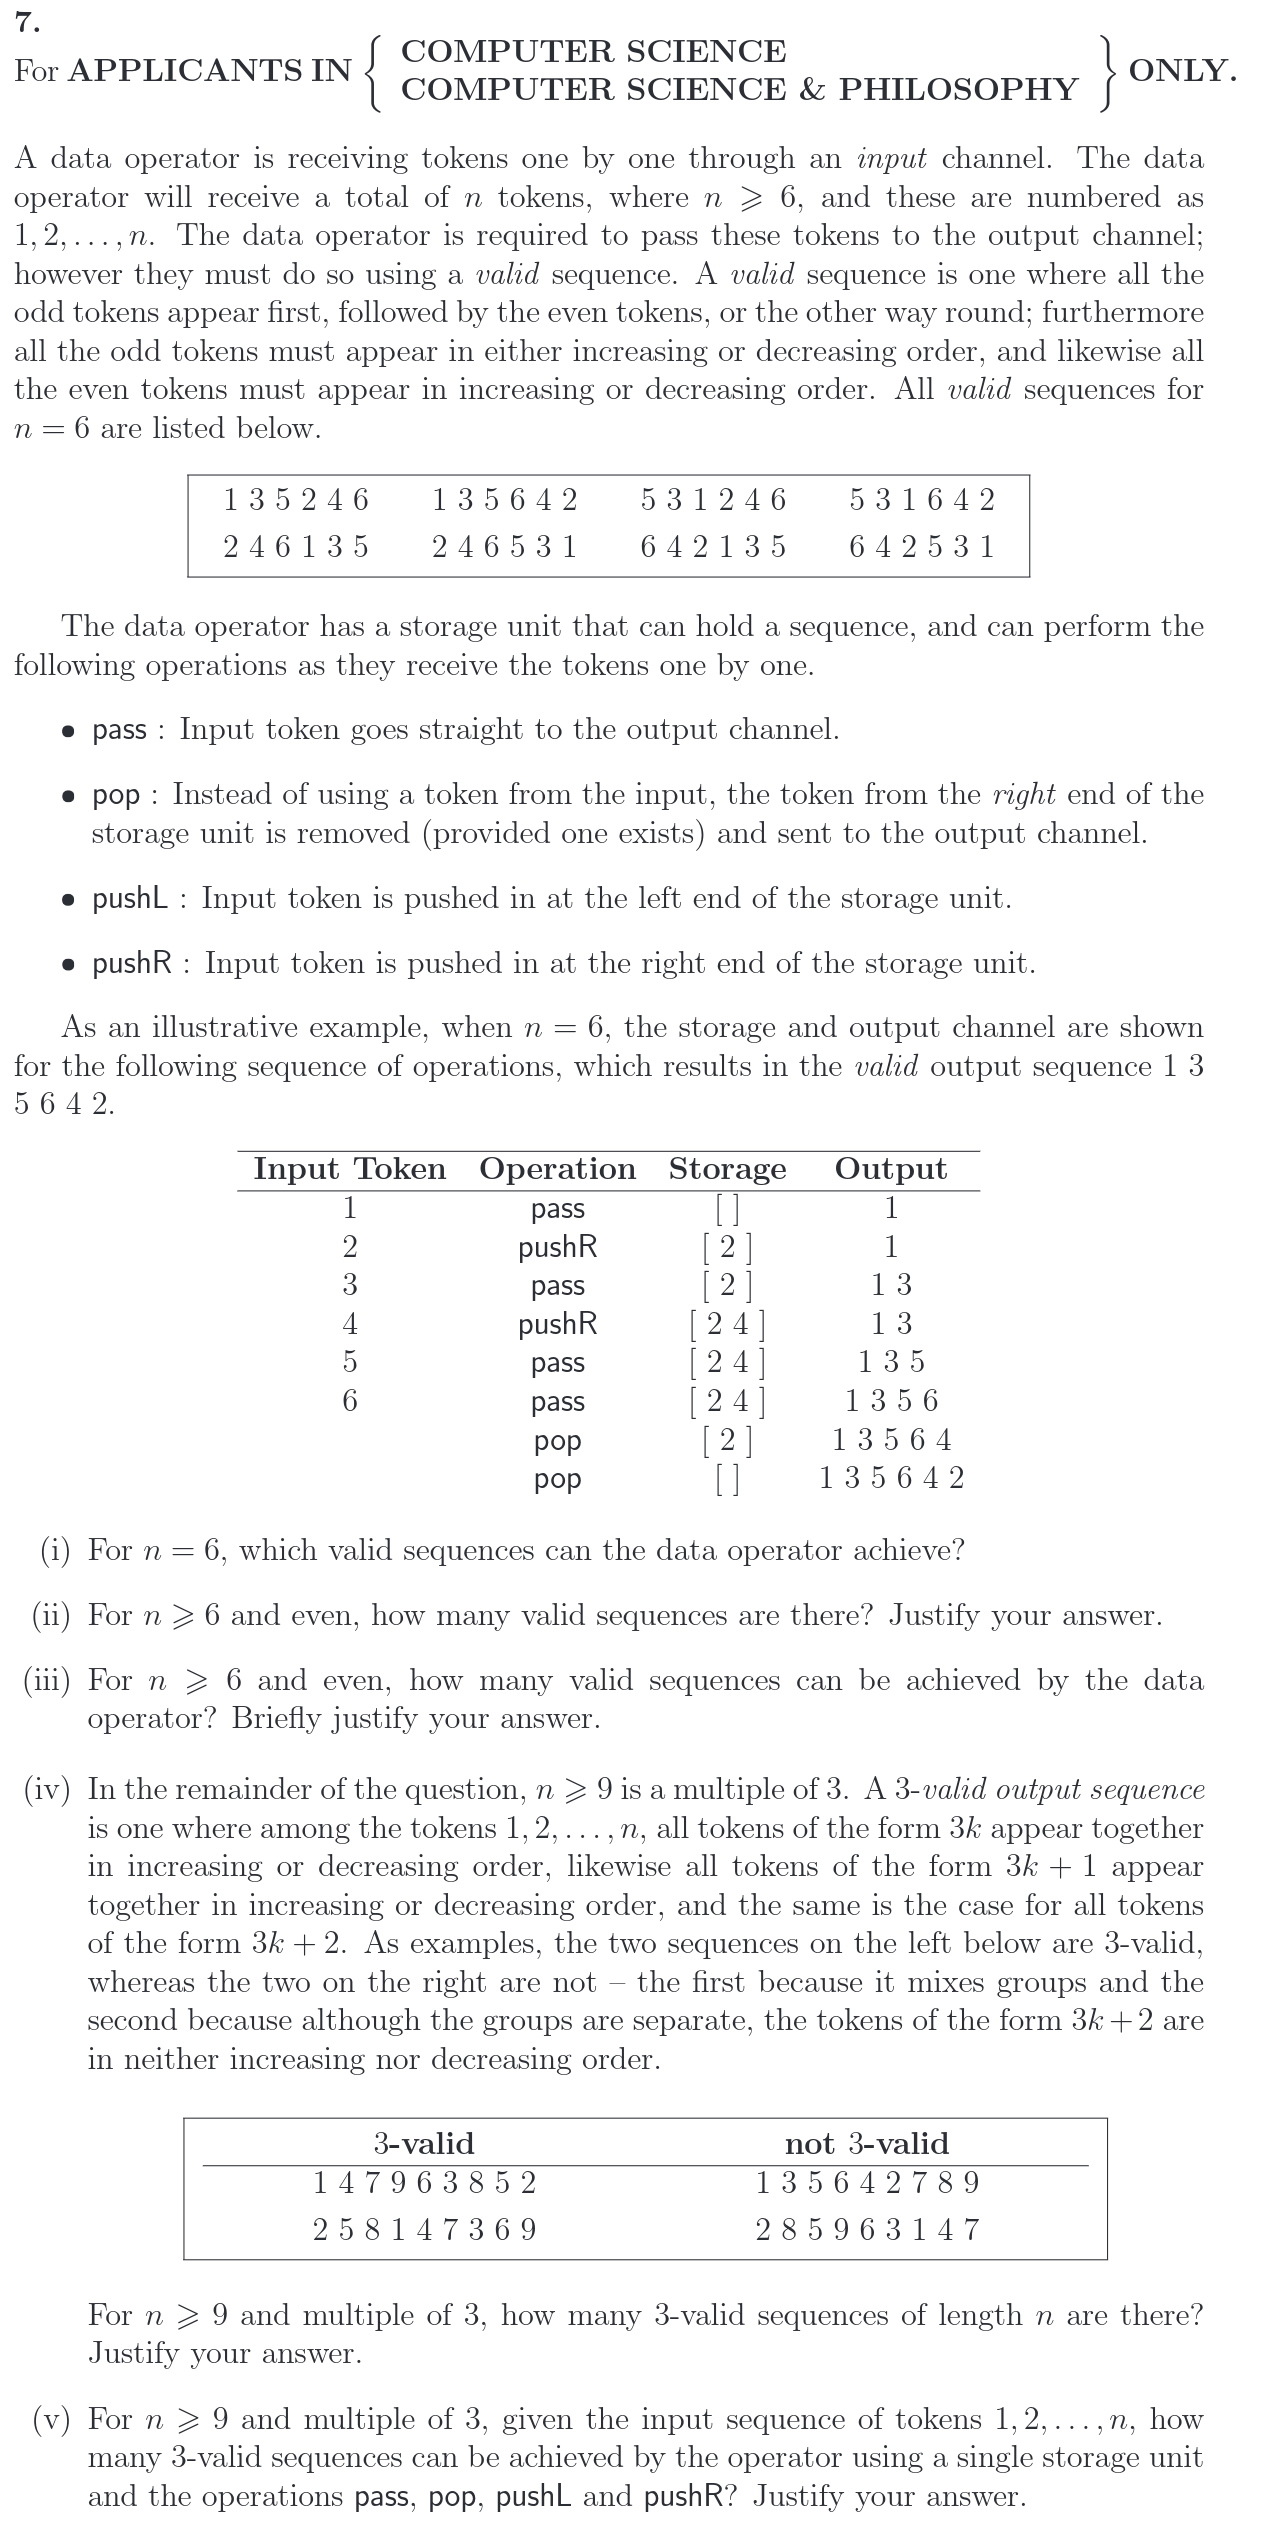 7.
For APPLICANTS IN { COMPUTER SCIENCE
COMPUTER SCIENCE & PHILOSOPHY } ONLY.
A data operator is receiving tokens one by one through an input channel. The data
operator will receive a total of n tokens, where n ⩾ 6, and these are numbered as
1, 2, . . . , n. The data operator is required to pass these tokens to the output channel;
however they must do so using a valid sequence. A valid sequence is one where all the
odd tokens appear first, followed by the even tokens, or the other way round; furthermore
all the odd tokens must appear in either increasing or decreasing order, and likewise all
the even tokens must appear in increasing or decreasing order. All valid sequences for
n = 6 are listed below.
1 3 5 2 4 6 1 3 5 6 4 2 5 3 1 2 4 6 5 3 1 6 4 2
2 4 6 1 3 5 2 4 6 5 3 1 6 4 2 1 3 5 6 4 2 5 3 1
The data operator has a storage unit that can hold a sequence, and can perform the
following operations as they receive the tokens one by one.
• pass : Input token goes straight to the output channel.
• pop : Instead of using a token from the input, the token from the right end of the
storage unit is removed (provided one exists) and sent to the output channel.
• pushL : Input token is pushed in at the left end of the storage unit.
• pushR : Input token is pushed in at the right end of the storage unit.
As an illustrative example, when n = 6, the storage and output channel are shown
for the following sequence of operations, which results in the valid output sequence 1 3
5 6 4 2.
Input Token Operation Storage Output
1 pass [ ] 1
2 pushR [ 2 ] 1
3 pass [ 2 ] 1 3
4 pushR [ 2 4 ] 1 3
5 pass [ 2 4 ] 1 3 5
6 pass [ 2 4 ] 1 3 5 6
pop [ 2 ] 1 3 5 6 4
pop [ ] 1 3 5 6 4 2
(i) For n = 6, which valid sequences can the data operator achieve?
(ii) For n ⩾ 6 and even, how many valid sequences are there? Justify your answer.
(iii) For n ⩾ 6 and even, how many valid sequences can be achieved by the data
operator? Briefly justify your answer.
(iv) In the remainder of the question, n ⩾ 9 is a multiple of 3. A 3-valid output sequence
is one where among the tokens 1, 2, . . . , n, all tokens of the form 3k appear together
in increasing or decreasing order, likewise all tokens of the form 3k + 1 appear
together in increasing or decreasing order, and the same is the case for all tokens
of the form 3k + 2. As examples, the two sequences on the left below are 3-valid,
whereas the two on the right are not – the first because it mixes groups and the
second because although the groups are separate, the tokens of the form 3k + 2 are
in neither increasing nor decreasing order.
3-valid not 3-valid
1 4 7 9 6 3 8 5 2 1 3 5 6 4 2 7 8 9
2 5 8 1 4 7 3 6 9 2 8 5 9 6 3 1 4 7
For n ⩾ 9 and multiple of 3, how many 3-valid sequences of length n are there?
Justify your answer.
(v) For n ⩾ 9 and multiple of 3, given the input sequence of tokens 1, 2, . . . , n, how
many 3-valid sequences can be achieved by the operator using a single storage unit
and the operations pass, pop, pushL and pushR? Justify your answer.